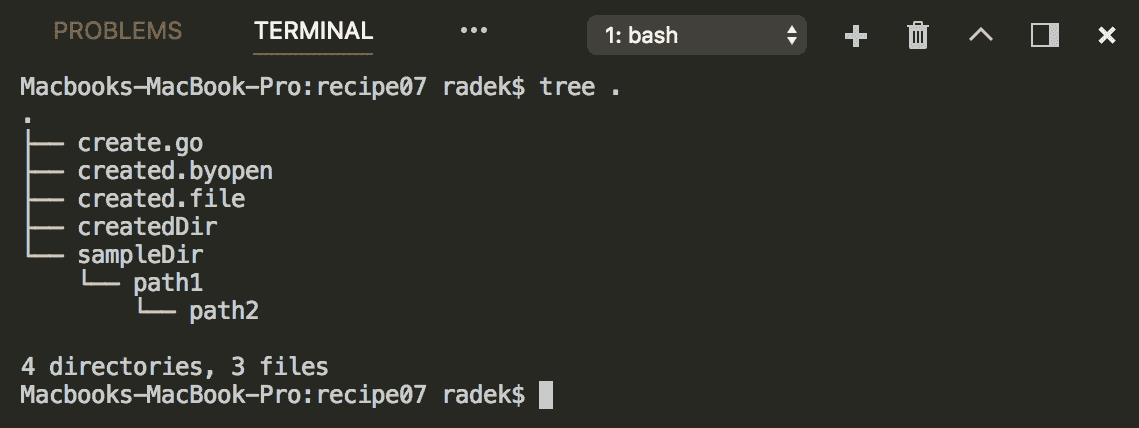 PROBLEMS TERMINAL ••• 1: bash
Macbooks-MacBook-Pro:recipe07 radek$ tree .
.
├── create.go
├── created.byopen
├── created.file
├── createdDir
└── sampleDir
    └── path1
        └── path2
4 directories, 3 files
Macbooks-MacBook-Pro:recipe07 radek$